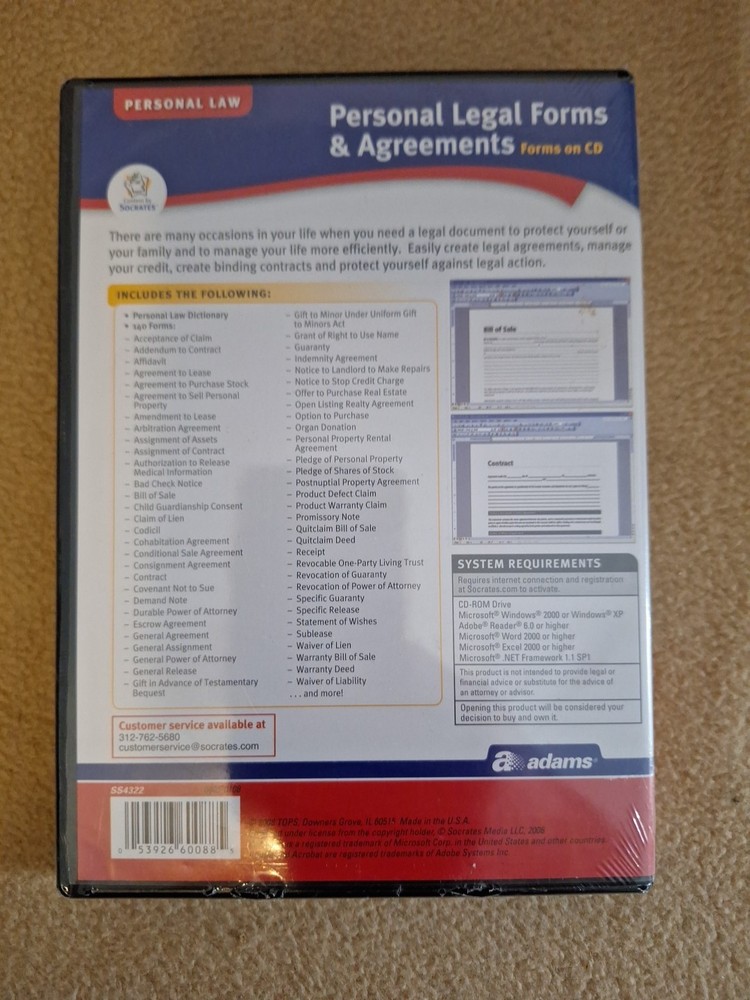 PERSONAL LAW
Personal Legal Forms
& Agreements Forms on CD
Content By
SOCRATES
There are many occasions in your life when you need a legal document to protect yourself or
your family and to manage your life more efficiently. Easily create legal agreements, manage
your credit, create binding contracts and protect yourself against legal action.
INCLUDES THE FOLLOWING:
• Personal Law Dictionary
• 140 Forms:
– Acceptance of Claim
– Addendum to Contract
– Affidavit
– Agreement to Lease
– Agreement to Purchase Stock
– Agreement to Sell Personal
Property
– Amendment to Lease
– Arbitration Agreement
– Assignment of Assets
– Assignment of Contract
– Authorization to Release
Medical Information
– Bad Check Notice
– Bill of Sale
– Child Guardianship Consent
– Claim of Lien
– Codicil
– Cohabitation Agreement
– Conditional Sale Agreement
– Consignment Agreement
– Contract
– Covenant Not to Sue
– Demand Note
– Durable Power of Attorney
– Escrow Agreement
– General Agreement
– General Assignment
– General Power of Attorney
– General Release
– Gift in Advance of Testamentary
Bequest
– Gift to Minor Under Uniform Gift
to Minors Act
– Grant of Right to Use Name
– Guaranty
– Indemnity Agreement
– Notice to Landlord to Make Repairs
– Notice to Stop Credit Charge
– Offer to Purchase Real Estate
– Open Listing Realty Agreement
– Option to Purchase
– Organ Donation
– Personal Property Rental
Agreement
– Pledge of Personal Property
– Pledge of Shares of Stock
– Postnuptial Property Agreement
– Product Defect Claim
– Product Warranty Claim
– Promissory Note
– Quitclaim Bill of Sale
– Quitclaim Deed
– Receipt
– Revocable One-Party Living Trust
– Revocation of Guaranty
– Revocation of Power of Attorney
– Specific Guaranty
– Specific Release
– Statement of Wishes
– Sublease
– Waiver of Lien
– Warranty Bill of Sale
– Warranty Deed
– Waiver of Liability
. . . and more!
Bill of Sale
Contract
SYSTEM REQUIREMENTS
Requires internet connection and registration
at Socrates.com to activate.
CD-ROM Drive
Microsoft® Windows® 2000 or Windows® XP
Adobe® Reader® 6.0 or higher
Microsoft® Word 2000 or higher
Microsoft® Excel 2000 or higher
Microsoft® .NET Framework 1.1 SP1
This product is not intended to provide legal or
financial advice or substitute for the advice of
an attorney or advisor.
Opening this product will be considered your
decision to buy and own it.
Customer service available at
312-762-5680
customerservice@socrates.com
a adams®
SS4322
0 53926 60088 5
TOPS, Downers Grove, IL 60515 Made in the U.S.A.
under license from the copyright holder, © Socrates Media LLC, 2006
is a registered trademark of Microsoft Corp. in the United States and other countries.
Acrobat are registered trademarks of Adobe Systems Inc.